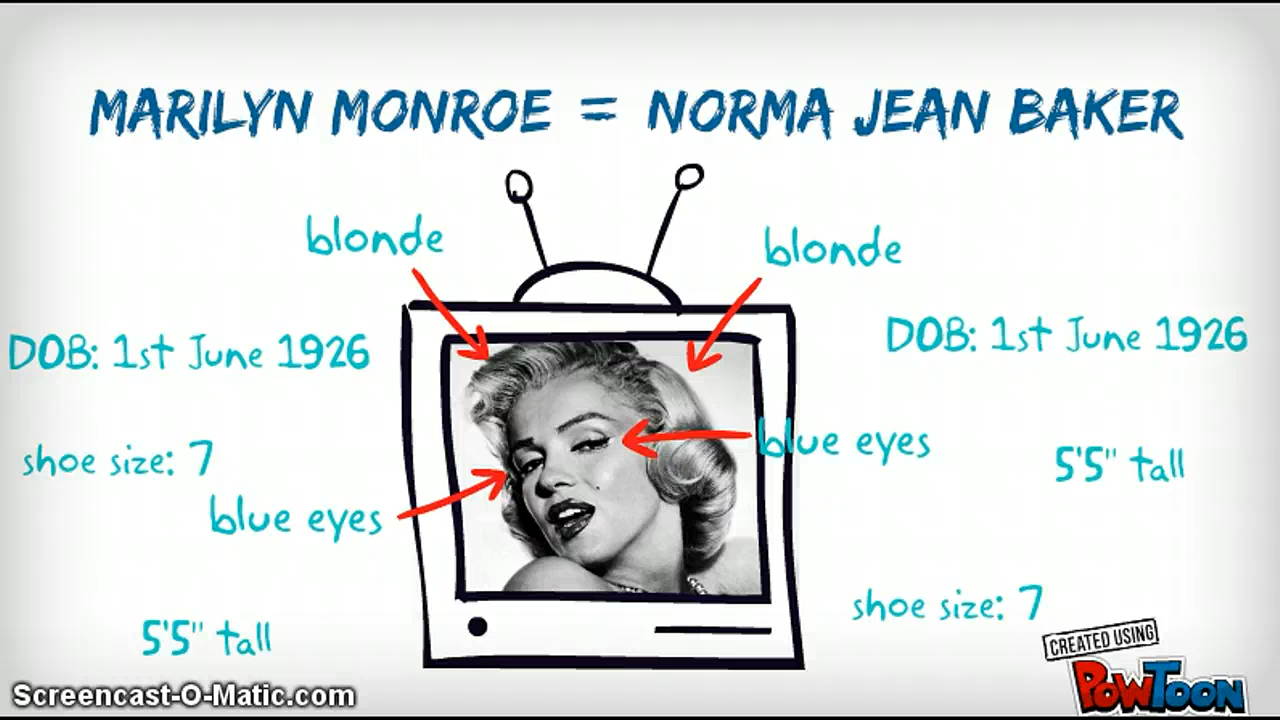 MARILYN MONROE = NORMA JEAN BAKER
blonde
blonde
DOB: 1st June 1926
DOB: 1st June 1926
shoe size: 7
blue eyes
5'5" tall
blue eyes
5'5" tall
shoe size: 7
CREATED USING
POWTOON
Screencast-O-Matic.com